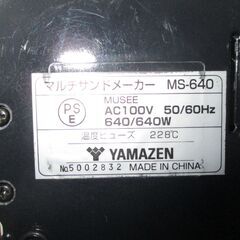 マルチサンドメーカー MS-640
MUSEE
PS
E
AC100V 50/60Hz
640/640W
温度ヒューズ 228℃
YAMAZEN
No5002832 MADE IN CHINA